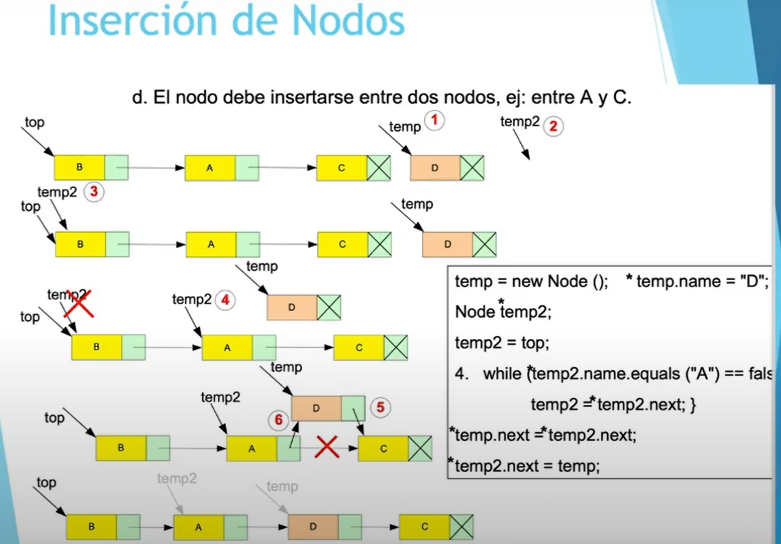 Inserción de Nodos
d. El nodo debe insertarse entre dos nodos, ej: entre A y C.
top
temp 1
temp2 2
B
A
C
D
temp2 3
top
temp
B
A
C
D
temp
temp2
temp2 4
top
D
B
A
C
temp
temp2
D
5
6
top
B
A
C
top
temp2
temp
B
A
D
C
temp = new Node (); * temp.name = "D";
Node *temp2;
temp2 = top;
4. while (*temp2.name.equals ("A") == fals
temp2 =* temp2.next; }
*temp.next =*temp2.next;
*temp2.next = temp;